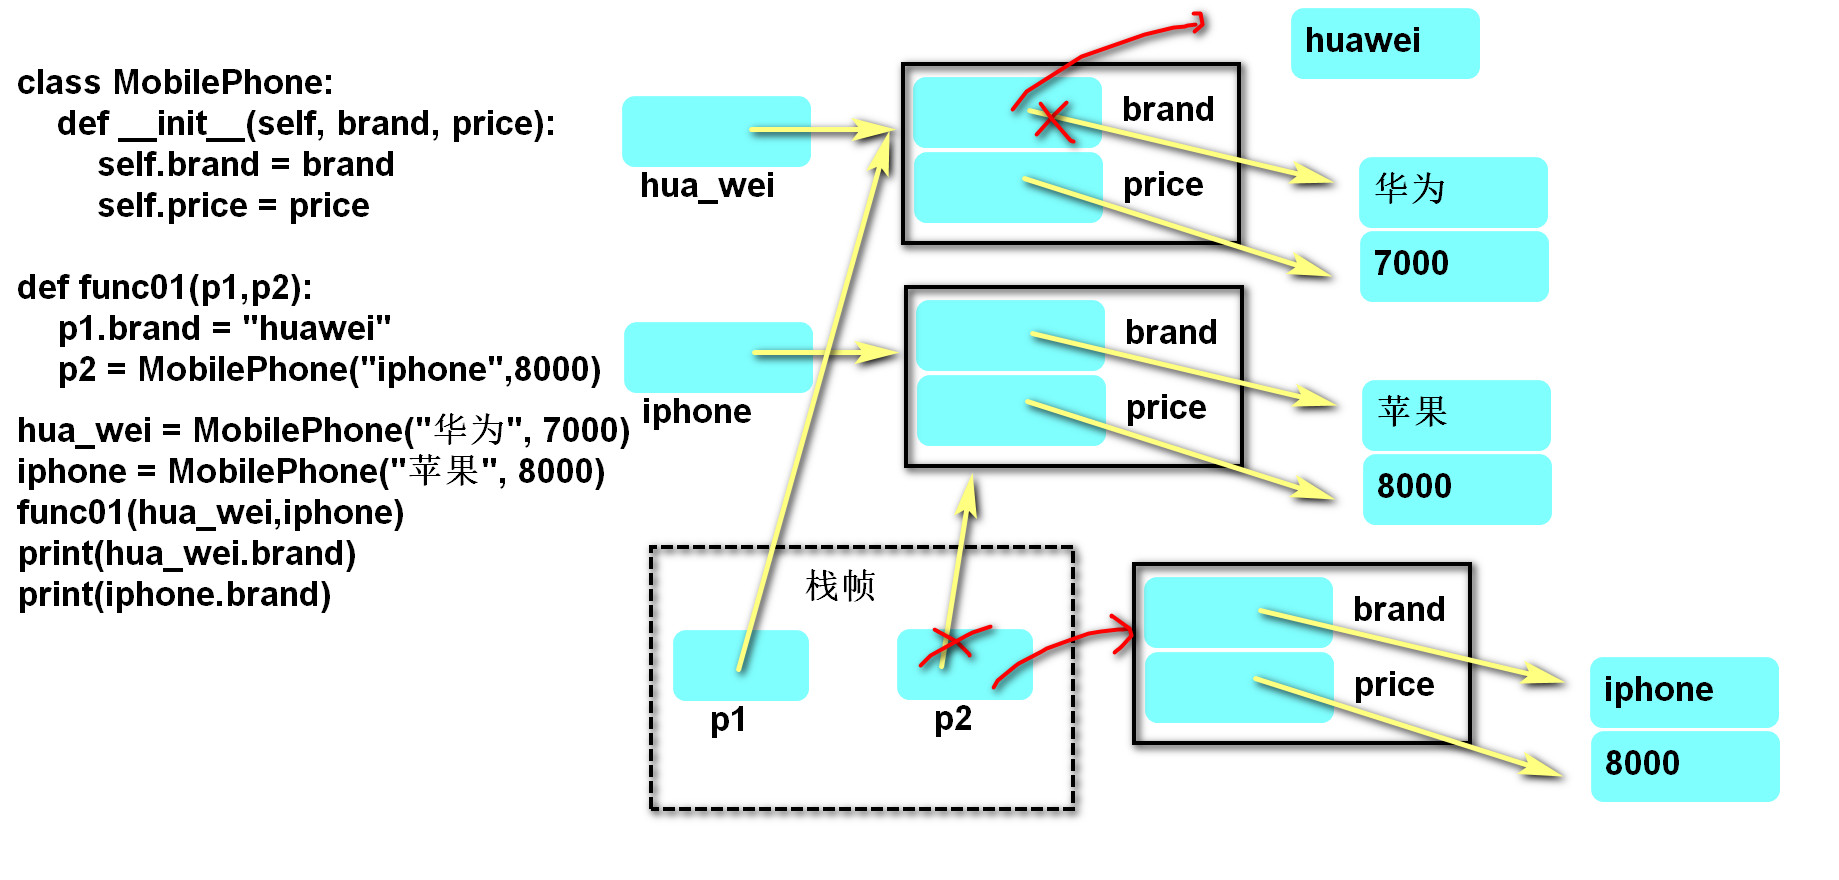 class MobilePhone:
def __init__(self, brand, price):
self.brand = brand
self.price = price
def func01(p1,p2):
p1.brand = "huawei"
p2 = MobilePhone("iphone",8000)
hua_wei = MobilePhone("华为", 7000)
iphone = MobilePhone("苹果", 8000)
func01(hua_wei,iphone)
print(hua_wei.brand)
print(iphone.brand)
huawei
hua_wei
brand
price
华为
7000
iphone
brand
price
苹果
8000
栈帧
p1
p2
brand
price
iphone
8000